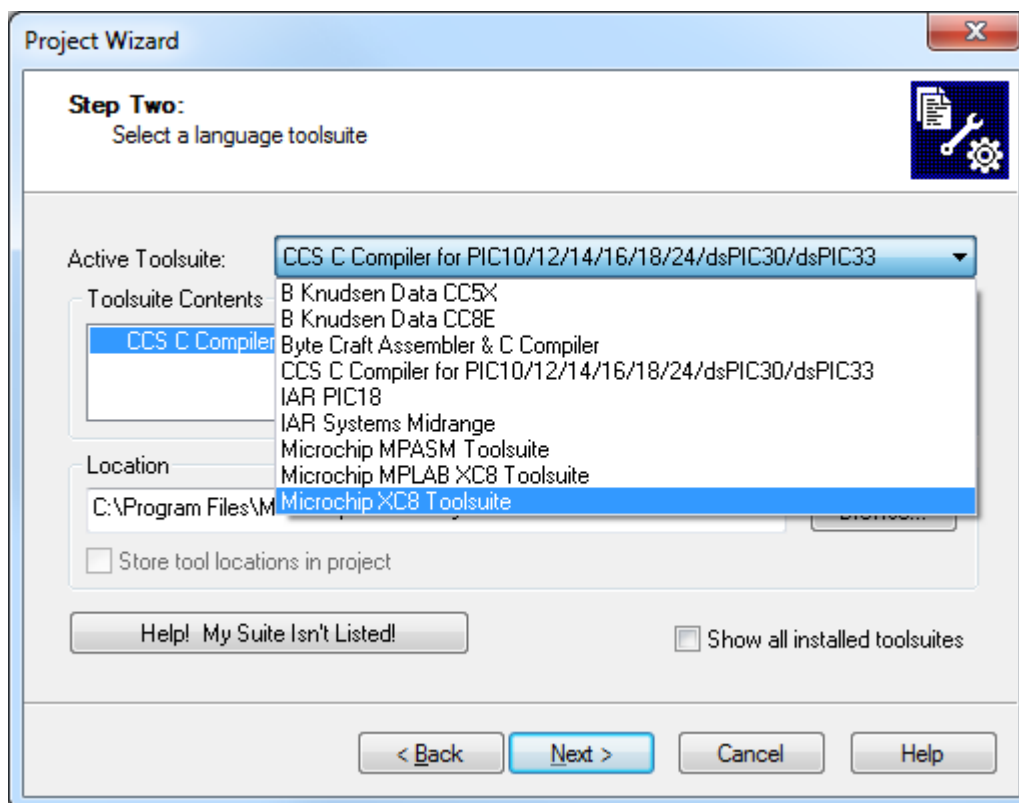 Project Wizard
Step Two:
Select a language toolsuite
Active Toolsuite:
CCS C Compiler for PIC10/12/14/16/18/24/dsPIC30/dsPIC33
B Knudsen Data CC5X
B Knudsen Data CC8E
Byte Craft Assembler & C Compiler
CCS C Compiler for PIC10/12/14/16/18/24/dsPIC30/dsPIC33
IAR PIC18
IAR Systems Midrange
Microchip MPASM Toolsuite
Microchip MPLAB XC8 Toolsuite
Microchip XC8 Toolsuite
Toolsuite Contents
CCS C Compiler
Location
C:\Program Files\M
Store tool locations in project
Help! My Suite Isn't Listed!
Show all installed toolsuites
< Back
Next >
Cancel
Help